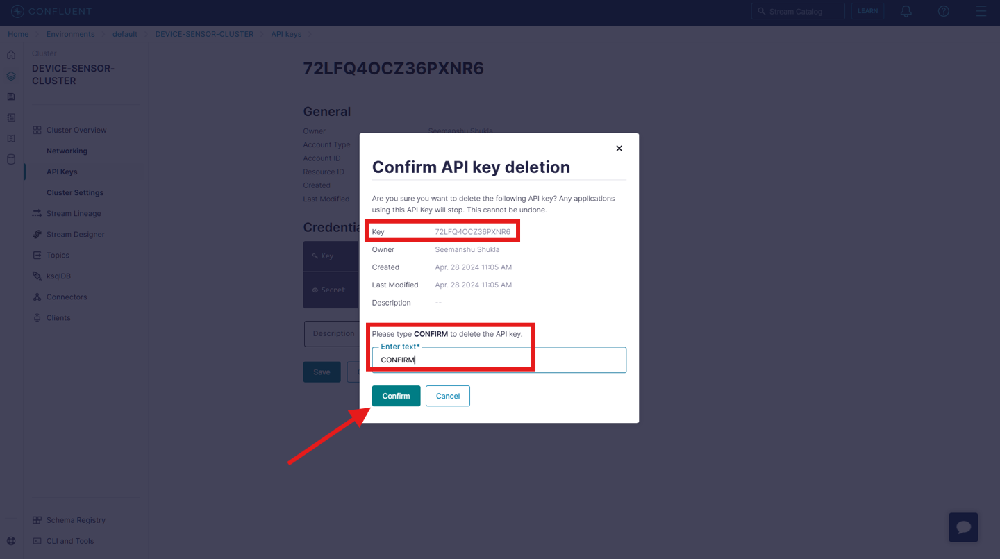 CONFLUENT
Stream Catalog
LEARN
Home
Environments
default
DEVICE-SENSOR-CLUSTER
API keys
Cluster
DEVICE-SENSOR-
CLUSTER
Cluster Overview
Networking
API Keys
Cluster Settings
Stream Lineage
Stream Designer
Topics
ksqlDB
Connectors
Clients
Schema Registry
CLI and Tools
72LFQ4OCZ36PXNR6
General
Owner Seemanshu Shukla
Account Type
Account ID
Resource ID
Created
Last Modified
Credentia
Key
Secret
Description
Save
Confirm API key deletion
Are you sure you want to delete the following API key? Any applications
using this API Key will stop. This cannot be undone.
Key 72LFQ4OCZ36PXNR6
Owner Seemanshu Shukla
Created Apr. 28 2024 11:05 AM
Last Modified Apr. 28 2024 11:05 AM
Description --
Please type CONFIRM to delete the API key.
Enter text*
CONFIRM
Confirm
Cancel